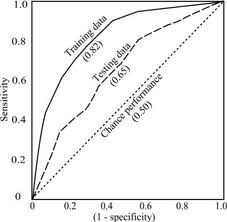 1.0
0.8
0.6
0.4
0.2
0
Sensitivity
Training data
(0.82)
Testing data
(0.65)
Chance performance
(0.50)
0.2
0.4
0.6
0.8
1.0
(1 - specificity)